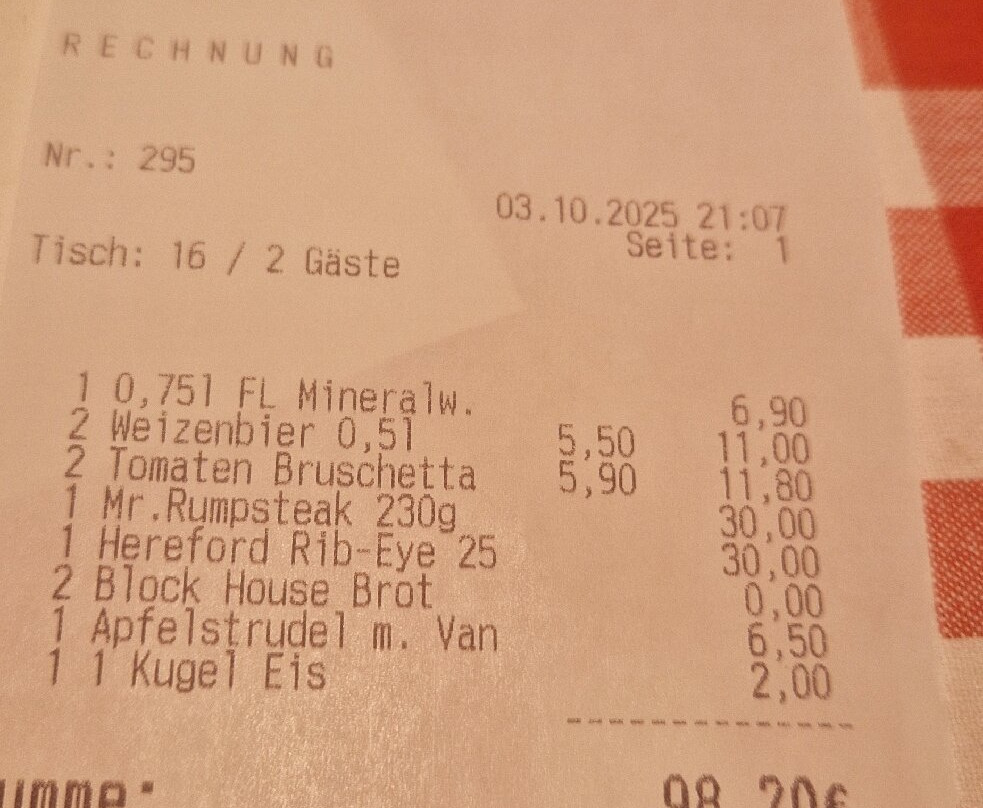 RECHNUNG
Nr.: 295
03.10.2025 21:07
Seite: 1
Tisch: 16 / 2 Gäste
1 0,75l FL Mineralw. 6,90
2 Weizenbier 0,5l 5,50 11,00
2 Tomaten Bruschetta 5,90 11,80
1 Mr.Rumpsteak 230g 30,00
1 Hereford Rib-Eye 25 30,00
2 Block House Brot 0,00
1 Apfelstrudel m. Van 6,50
1 1 Kugel Eis 2,00
--------------
umme: 98,20€